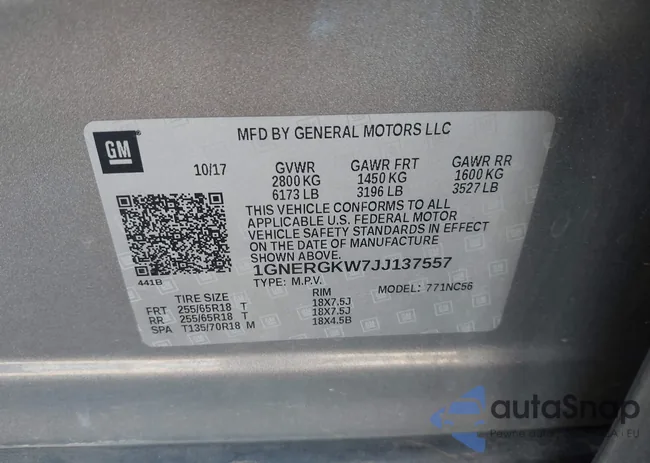 GM
MFD BY GENERAL MOTORS LLC
10/17 GVWR GAWR FRT GAWR RR
2800 KG 1450 KG 1600 KG
6173 LB 3196 LB 3527 LB
THIS VEHICLE CONFORMS TO ALL
APPLICABLE U.S. FEDERAL MOTOR
VEHICLE SAFETY STANDARDS IN EFFECT
ON THE DATE OF MANUFACTURE
SHOWN ABOVE.
1GNERGKW7JJ137557
441B
TYPE: M.P.V. MODEL: 771NC56
TIRE SIZE RIM
FRT 255/65R18 T 18X7.5J
RR 255/65R18 T 18X7.5J
SPA T135/70R18 M 18X4.5B
autaSnap